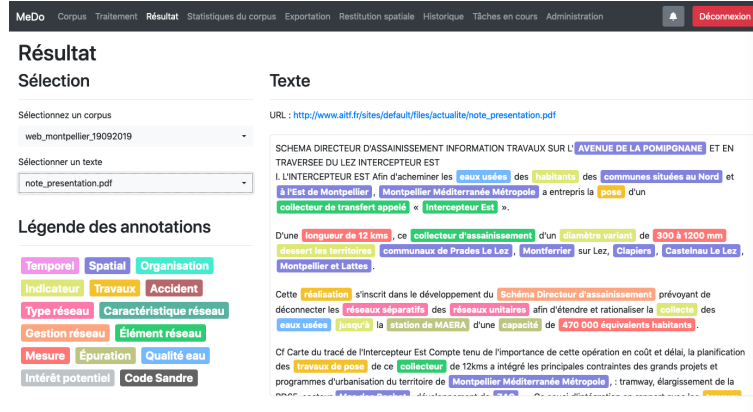 MeDo Corpus Traitement Résultat Statistiques du corpus Exportation Restitution spatiale Historique Tâches en cours Administration Déconnexion
Résultat
Sélection
Sélectionnez un corpus
web_montpellier_19092019
Sélectionner un texte
note_presentation.pdf
Légende des annotations
Temporel Spatial Organisation
Indicateur Travaux Accident
Type réseau Caractéristique réseau
Gestion réseau Élément réseau
Mesure Épuration Qualité eau
Intérêt potentiel Code Sandre
Texte
URL : http://www.aitf.fr/sites/default/files/actualite/note_presentation.pdf
SCHEMA DIRECTEUR D'ASSAINISSEMENT INFORMATION TRAVAUX SUR L' AVENUE DE LA POMIPGNANE ET EN
TRAVERSEE DU LEZ INTERCEPTEUR EST
I. L'INTERCEPTEUR EST Afin d'acheminer les eaux usées des habitants des communes situées au Nord et
à l'Est de Montpellier , Montpellier Méditerranée Métropole a entrepris la pose d'un
collecteur de transfert appelé « Intercepteur Est ».
D'une longueur de 12 kms , ce collecteur d'assainissement d'un diamètre variant de 300 à 1200 mm
dessert les territoires communaux de Prades Le Lez , Montferrier sur Lez, Clapiers , Castelnau Le Lez ,
Montpellier et Lattes .
Cette réalisation s'inscrit dans le développement du Schéma Directeur d'assainissement prévoyant de
déconnecter les réseaux séparatifs des réseaux unitaires afin d'étendre et rationaliser la collecte des
eaux usées jusqu'à la station de MAERA d'une capacité de 470 000 équivalents habitants .
Cf Carte du tracé de l'Intercepteur Est Compte tenu de l'importance de cette opération en coût et délai, la planification
des travaux de pose de ce collecteur de 12kms a intégré les principales contraintes des grands projets et
programmes d'urbanisation du territoire de Montpellier Méditerranée Métropole , : tramway, élargissement de la